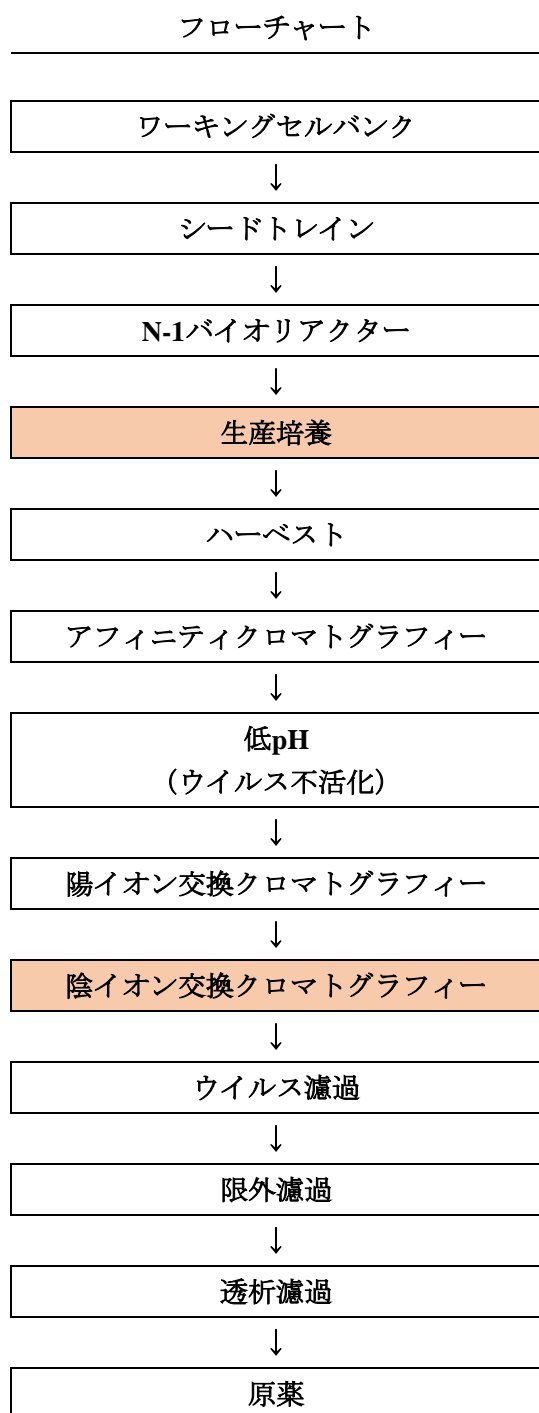 フローチャート
ワーキングセルバンク
↓
シードトレイン
↓
N-1バイオリアクター
↓
生産培養
↓
ハーベスト
↓
アフィニティクロマトグラフィー
↓
低pH
（ウイルス不活化）
↓
陽イオン交換クロマトグラフィー
↓
陰イオン交換クロマトグラフィー
↓
ウイルス濾過
↓
限外濾過
↓
透析濾過
↓
原薬